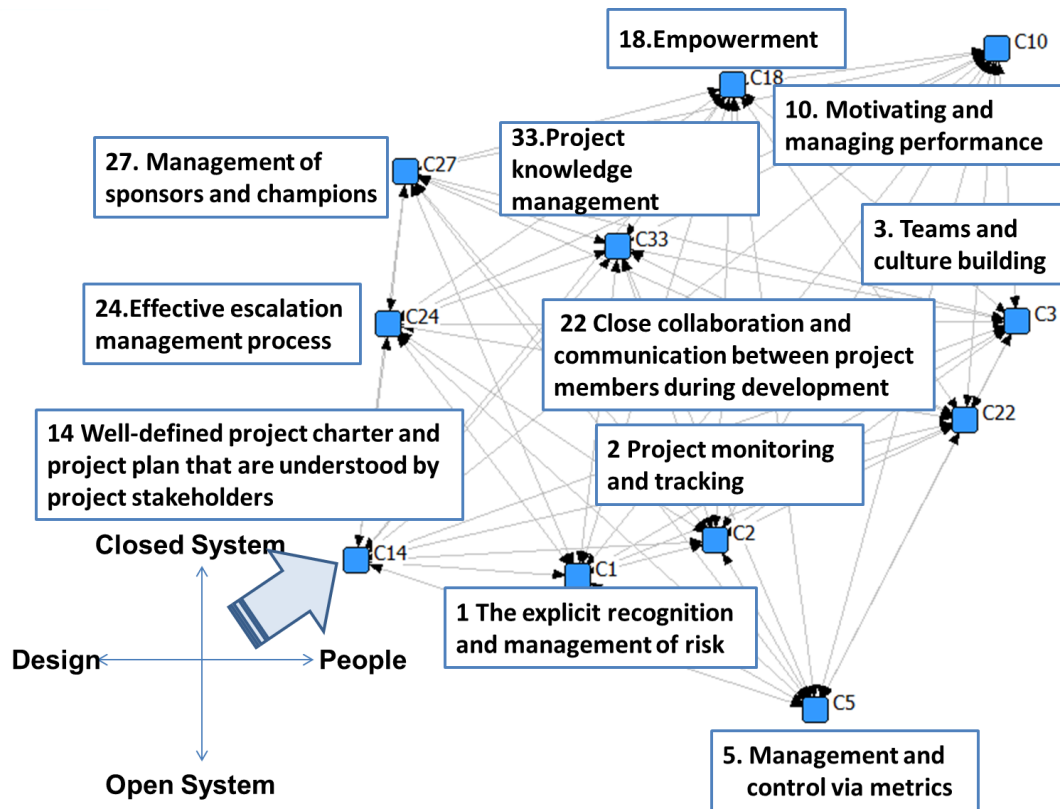 18.Empowerment
C10
C18
10. Motivating and
managing performance
33.Project
knowledge
management
27. Management of
sponsors and champions
C27
3. Teams and
culture building
C33
24.Effective escalation
management process
C24
22 Close collaboration and
communication between project
members during development
C3
C22
14 Well-defined project charter and
project plan that are understood by
project stakeholders
2 Project monitoring
and tracking
Closed System
C14
C2
C1
1 The explicit recognition
and management of risk
Design
People
C5
5. Management and
control via metrics
Open System